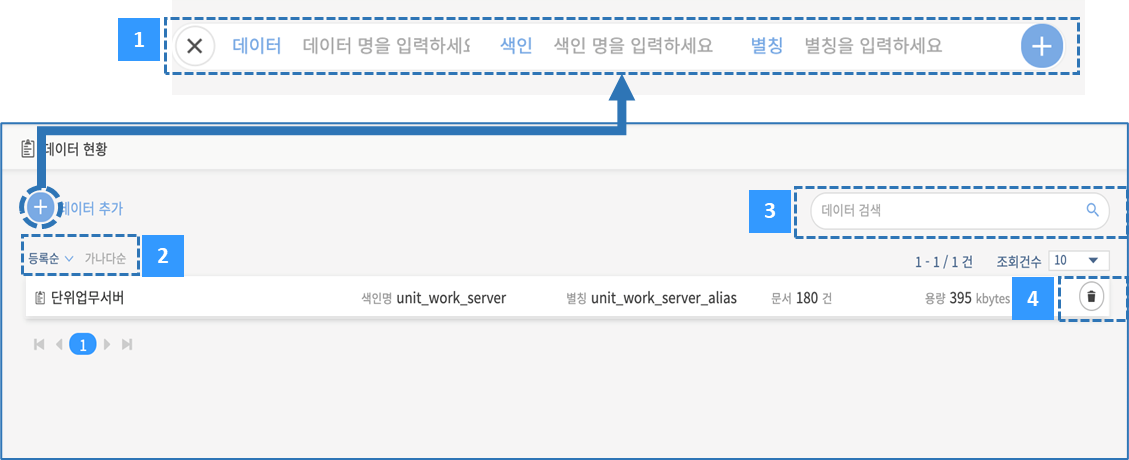 1
데이터 데이터 명을 입력하세요 색인 색인 명을 입력하세요 별칭 별칭을 입력하세요
데이터 현황
데이터 추가
3 데이터 검색
등록순 가나다순 2
1 - 1 / 1 건 조회건수 10
단위업무서버 색인명 unit_work_server 별칭 unit_work_server_alias 문서 180 건 용량 395 kbytes 4
1